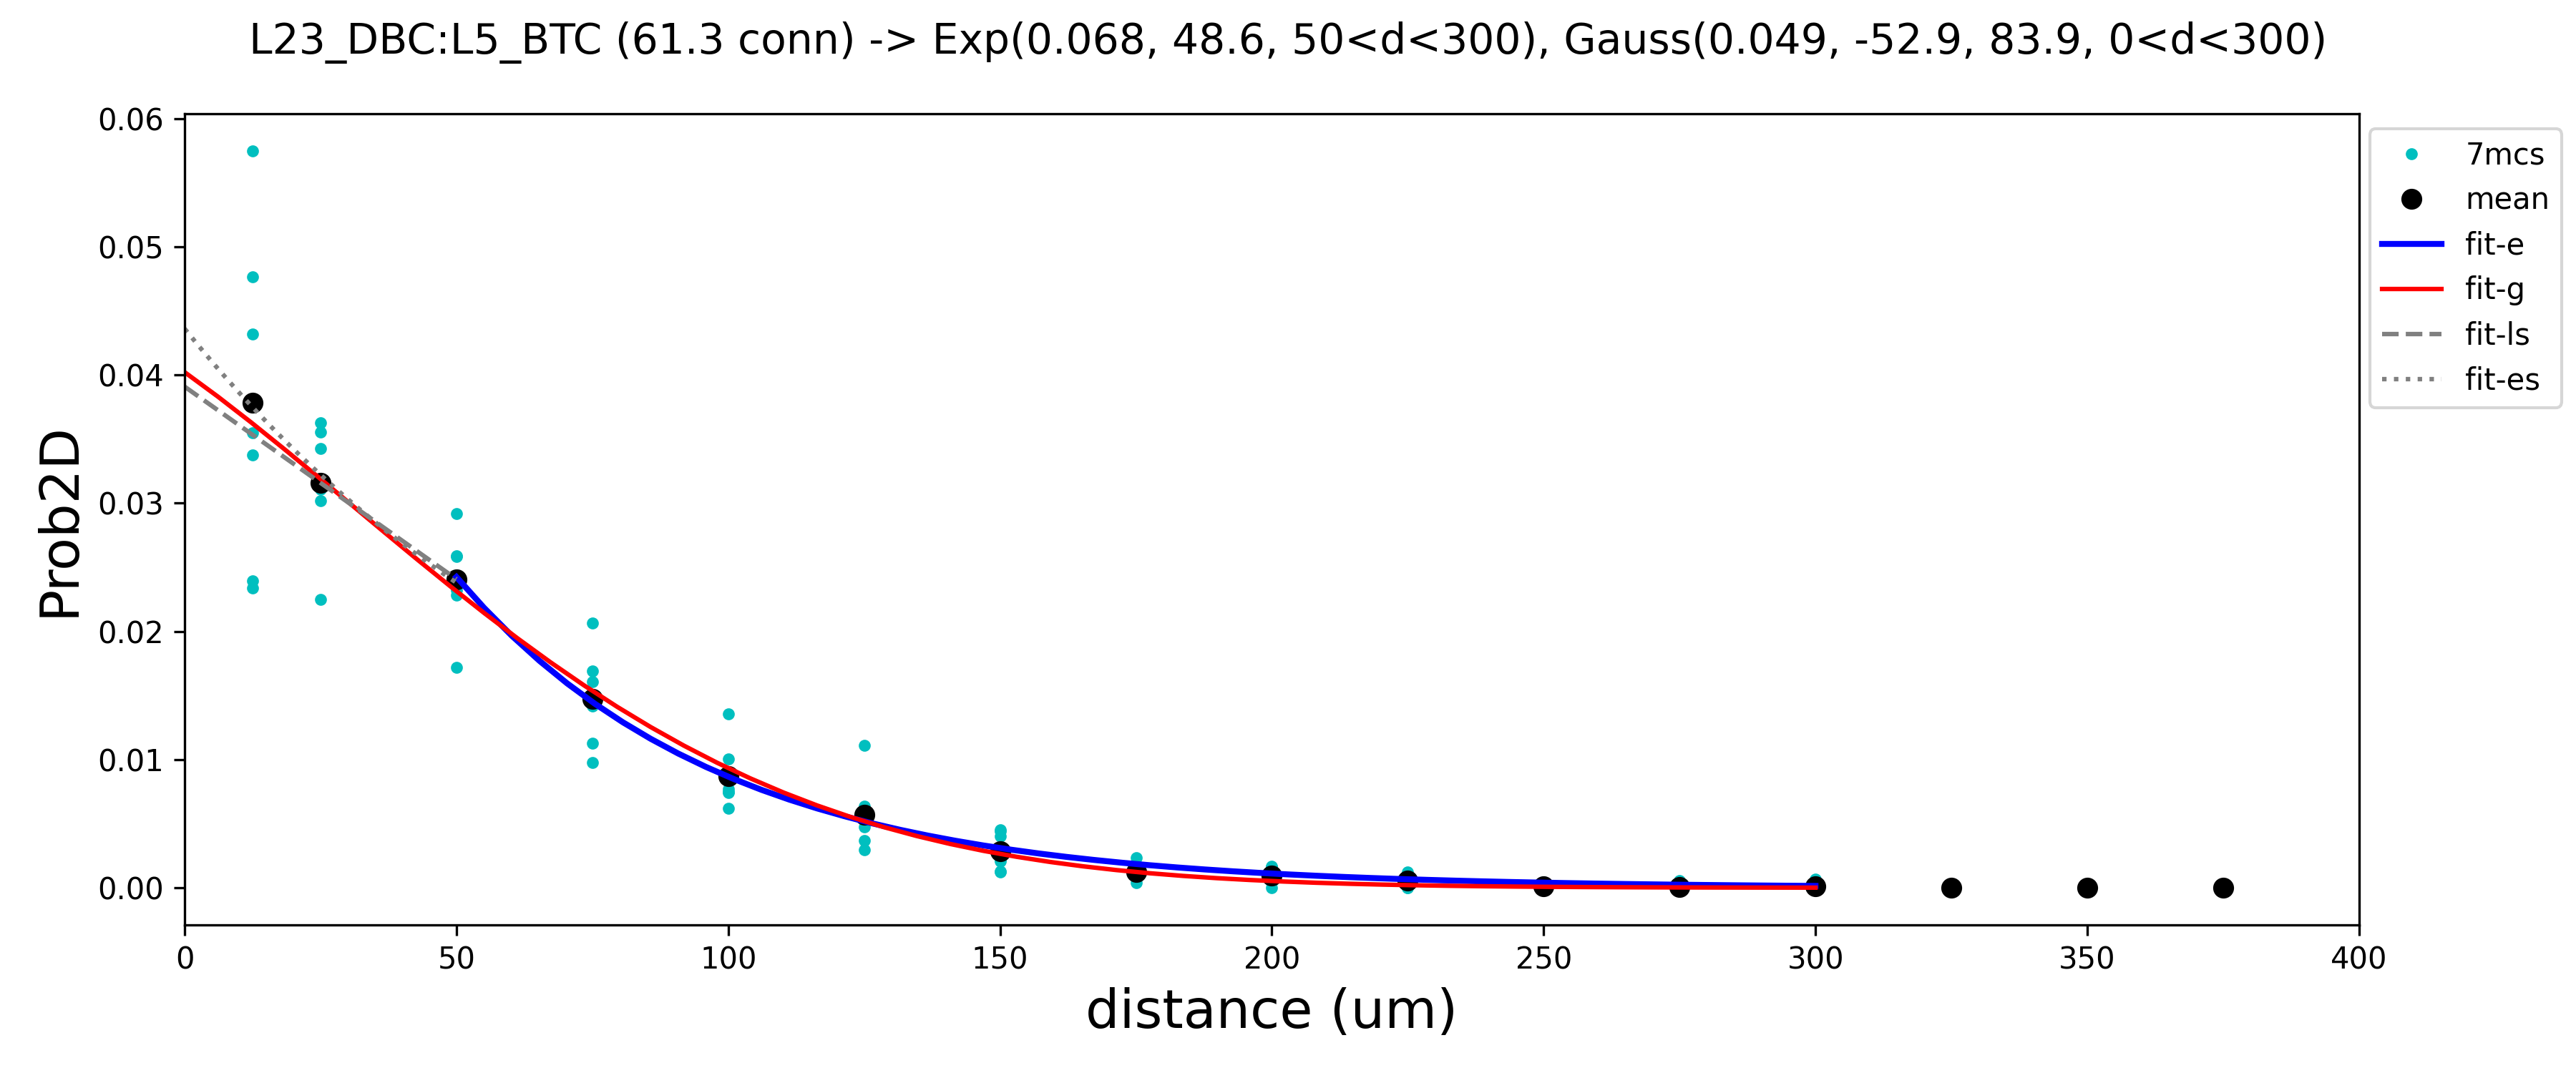 L23_DBC:L5_BTC (61.3 conn) -> Exp(0.068, 48.6, 50<d<300), Gauss(0.049, -52.9, 83.9, 0<d<300)
0.06
0.05
0.04
0.03
0.02
0.01
0.00
Prob2D
0 50 100 150 200 250 300 350 400
distance (um)
7mcs
mean
fit-e
fit-g
fit-ls
fit-es